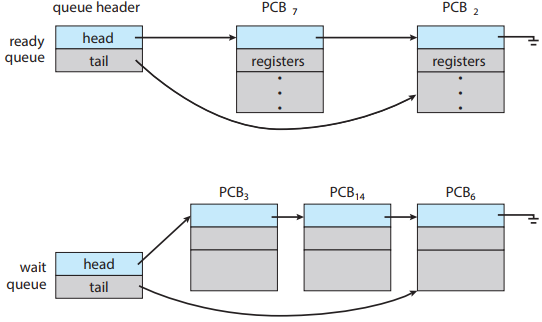 queue header
PCB 7
PCB 2
ready
queue
head
tail
registers
registers
PCB3
PCB14
PCB6
wait
queue
head
tail